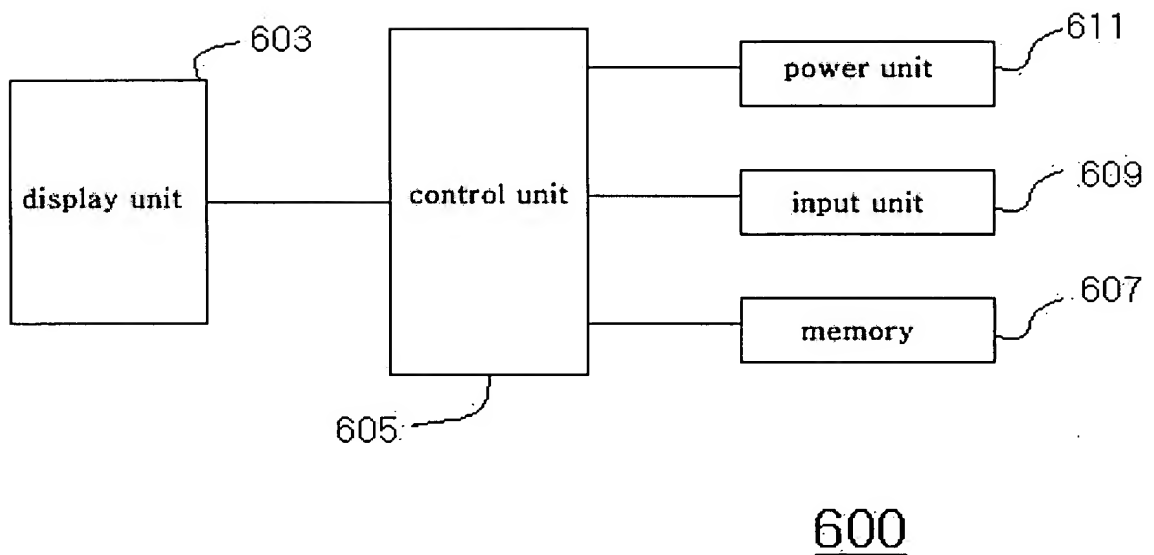 603
611
power unit
display unit
control unit
609
input unit
607
memory
605
600